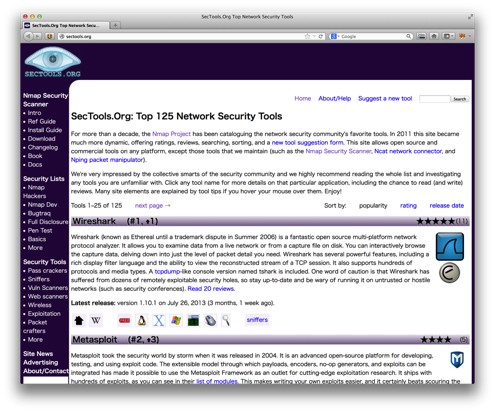 SecTools.Org Top Network Security Tools
SecTools.Org Top Network Secu...
sectools.org
Google
SECTOOLS.ORG
Home About/Help Suggest a new tool Search
Nmap Security
Scanner
• Intro
• Ref Guide
• Install Guide
• Download
• Changelog
• Book
• Docs
Security Lists
• Nmap
Hackers
• Nmap Dev
• Bugtraq
• Full Disclosure
• Pen Test
• Basics
• More
Security Tools
• Pass crackers
• Sniffers
• Vuln Scanners
• Web scanners
• Wireless
• Exploitation
• Packet
crafters
• More
Site News
Advertising
About/Contact
SecTools.Org: Top 125 Network Security Tools
For more than a decade, the Nmap Project has been cataloguing the network security community's favorite tools. In 2011 this site became
much more dynamic, offering ratings, reviews, searching, sorting, and a new tool suggestion form. This site allows open source and
commercial tools on any platform, except those tools that we maintain (such as the Nmap Security Scanner, Ncat network connector, and
Nping packet manipulator).
We're very impressed by the collective smarts of the security community and we highly recommend reading the whole list and investigating
any tools you are unfamiliar with. Click any tool name for more details on that particular application, including the chance to read (and write)
reviews. Many site elements are explained by tool tips if you hover your mouse over them. Enjoy!
Tools 1–25 of 125 next page → Sort by: popularity rating release date
Wireshark (#1, ↑1) ★★★★★(11)
Wireshark (known as Ethereal until a trademark dispute in Summer 2006) is a fantastic open source multi-platform network
protocol analyzer. It allows you to examine data from a live network or from a capture file on disk. You can interactively browse
the capture data, delving down into just the level of packet detail you need. Wireshark has several powerful features, including a
rich display filter language and the ability to view the reconstructed stream of a TCP session. It also supports hundreds of
protocols and media types. A tcpdump-like console version named tshark is included. One word of caution is that Wireshark has
suffered from dozens of remotely exploitable security holes, so stay up-to-date and be wary of running it on untrusted or hostile
networks (such as security conferences). Read 20 reviews.
Latest release: version 1.10.1 on July 26, 2013 (3 months, 1 week ago).
W X sniffers
Metasploit (#2, ↑3) ★★★★ (5)
Metasploit took the security world by storm when it was released in 2004. It is an advanced open-source platform for developing,
testing, and using exploit code. The extensible model through which payloads, encoders, no-op generators, and exploits can be
integrated has made it possible to use the Metasploit Framework as an outlet for cutting-edge exploitation research. It ships with
hundreds of exploits, as you can see in their list of modules. This makes writing your own exploits easier, and it certainly beats scouring the